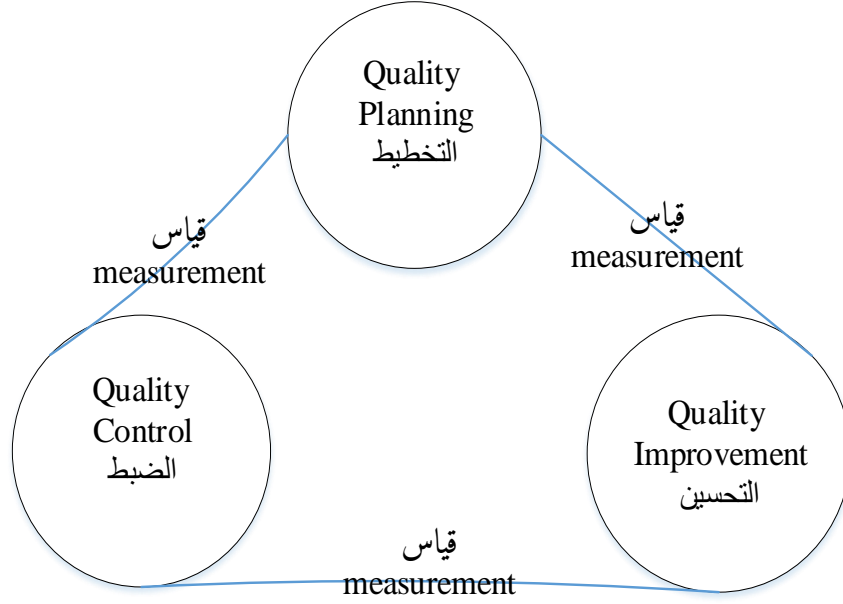 Quality
Planning
التخطيط
قياس
measurement
قياس
measurement
Quality
Control
الضبط
Quality
Improvement
التحسين
قياس
measurement